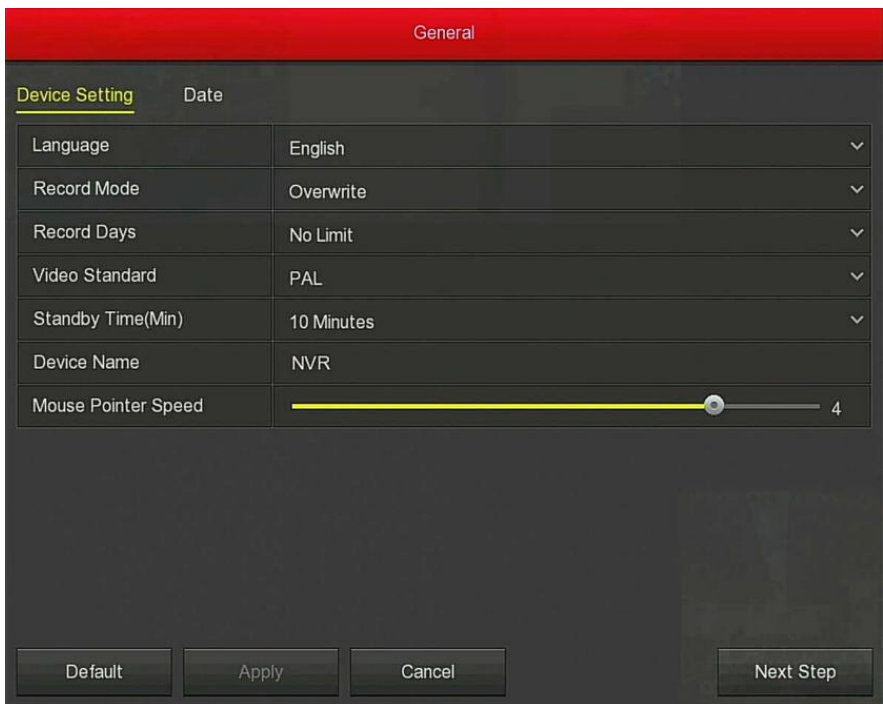 General
Device Setting Date
Language English
Record Mode Overwrite
Record Days No Limit
Video Standard PAL
Standby Time(Min) 10 Minutes
Device Name NVR
Mouse Pointer Speed 4
Default Apply Cancel Next Step